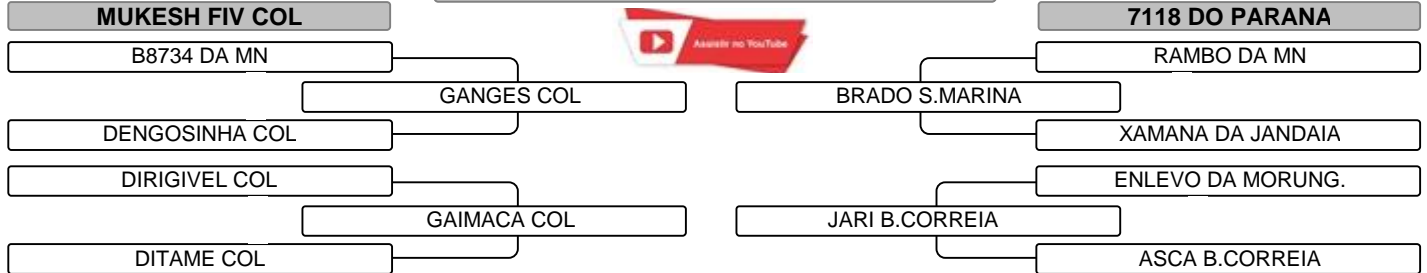 MUKESH FIV COL
7118 DO PARANA
Assistir no YouTube
B8734 DA MN
RAMBO DA MN
GANGES COL
BRADO S.MARINA
DENGOSINHA COL
XAMANA DA JANDAIA
DIRIGIVEL COL
ENLEVO DA MORUNG.
GAIMACA COL
JARI B.CORREIA
DITAME COL
ASCA B.CORREIA